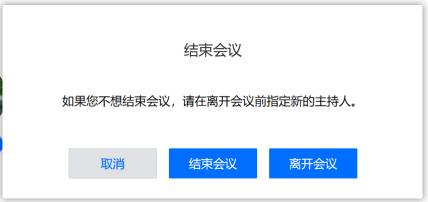 结束会议
如果您不想结束会议，请在离开会议前指定新的主持人。
取消
结束会议
离开会议